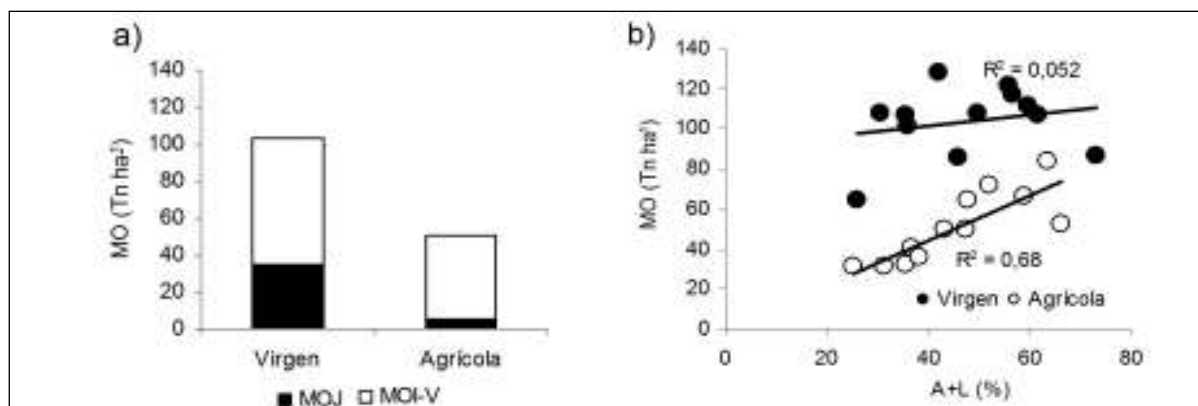 a)
MO (Tn ha⁻¹)
140
120
100
80
60
40
20
0
Virgen Agrícola
MOJ MOI-V
b)
MO (Tn ha¹)
140
120
100
80
60
40
20
0
R² = 0,052
R² = 0,68
Virgen Agrícola
0 20 40 60 80
A+L (%)